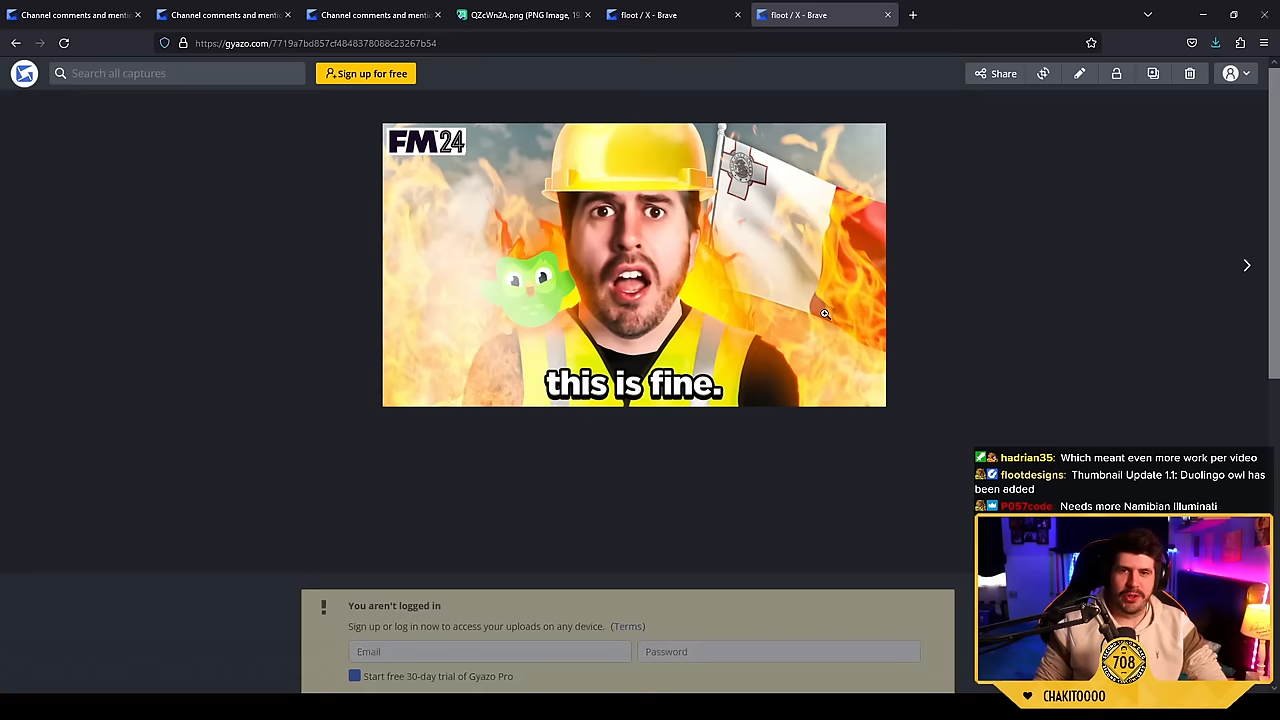 Channel comments and menti
Channel comments and menti
Channel comments and menti
QZcWn2A.png (PNG Image, 19
floot / X - Brave
floot / X - Brave
https://gyazo.com/7719a7bd857cf4848378088c23267b54
Search all captures
Sign up for free
Share
FM24
this is fine.
hadrian35: Which meant even more work per video
flootdesigns: Thumbnail Update 1.1: Duolingo owl has
been added
P057code: Needs more Namibian Illuminati
You aren't logged in
Sign up or log in now to access your uploads on any device. (Terms)
Email
Password
Start free 30-day trial of Gyazo Pro
708
CHAKITOOOO